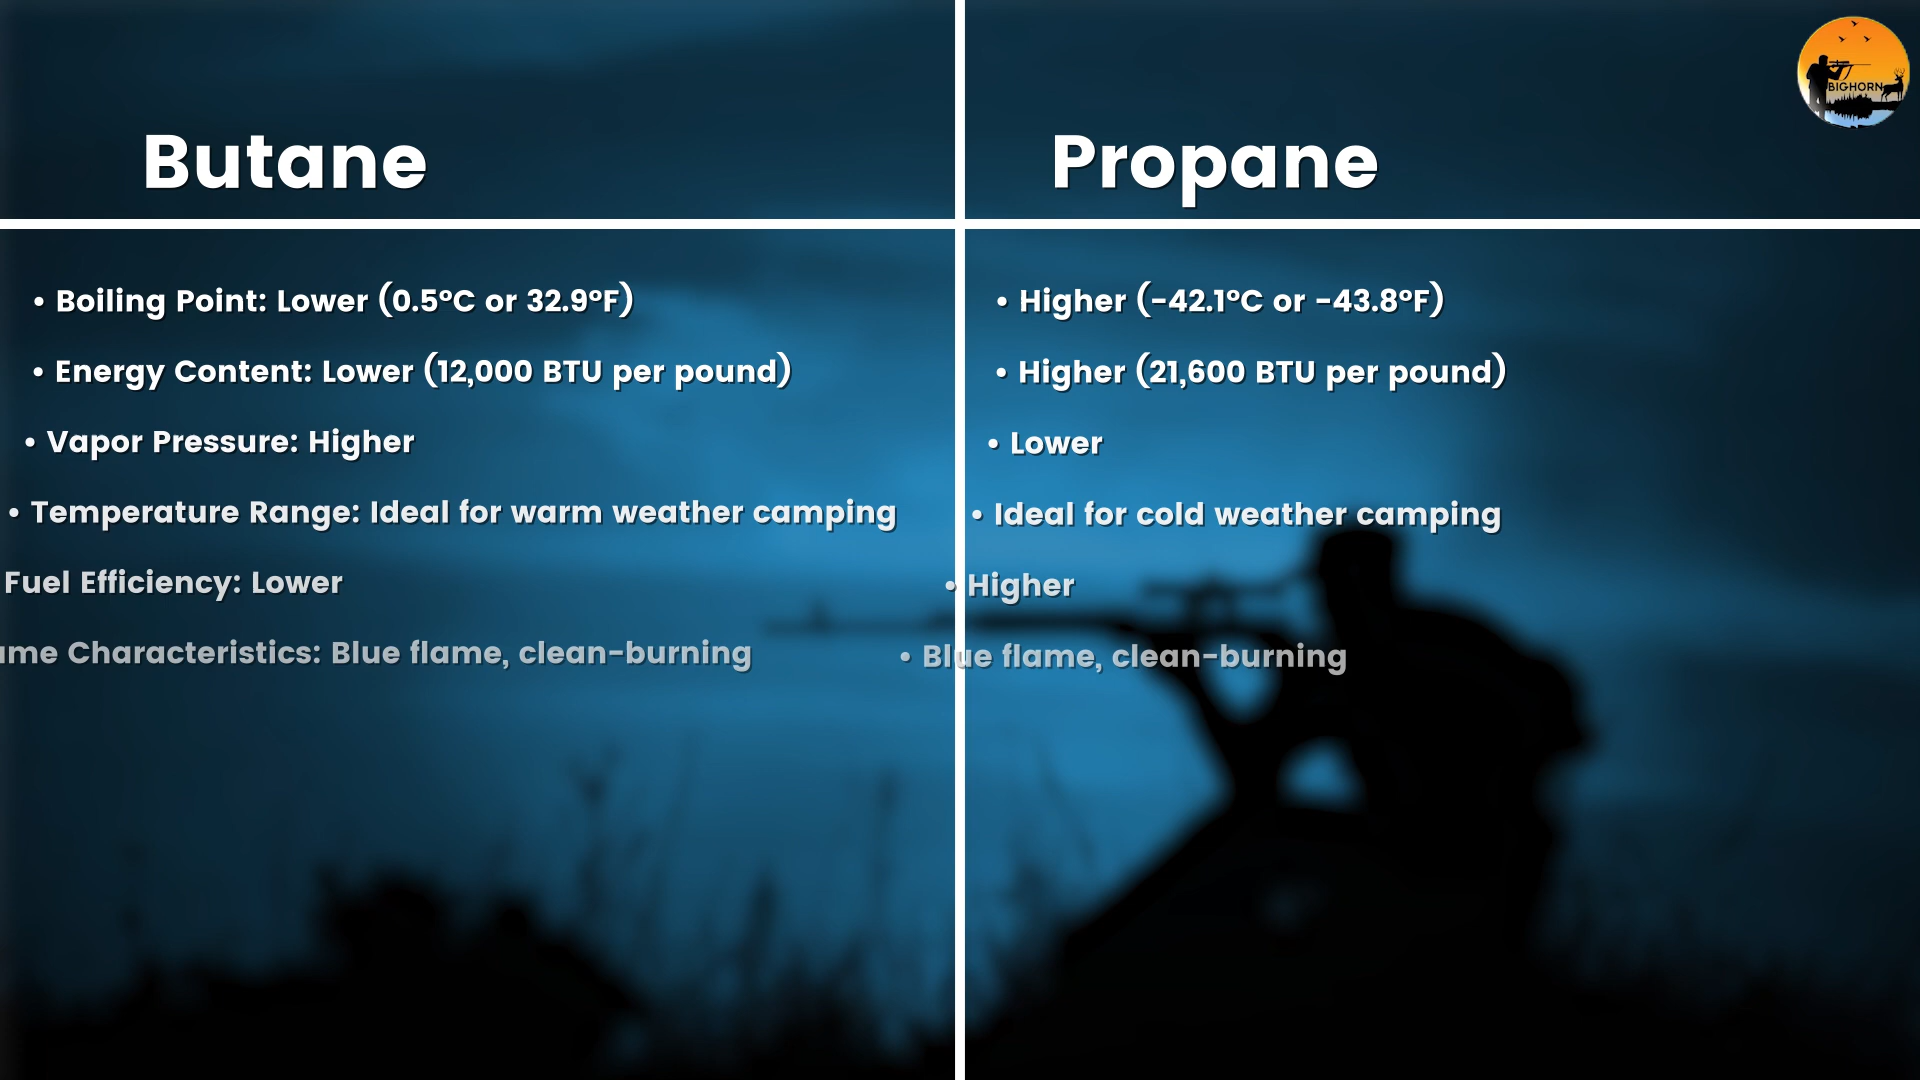 BIGHORN
Butane
Propane
• Boiling Point: Lower (0.5°C or 32.9°F)
• Energy Content: Lower (12,000 BTU per pound)
• Vapor Pressure: Higher
• Temperature Range: Ideal for warm weather camping
Fuel Efficiency: Lower
me Characteristics: Blue flame, clean-burning
• Higher (-42.1°C or -43.8°F)
• Higher (21,600 BTU per pound)
• Lower
• Ideal for cold weather camping
• Higher
• Blue flame, clean-burning